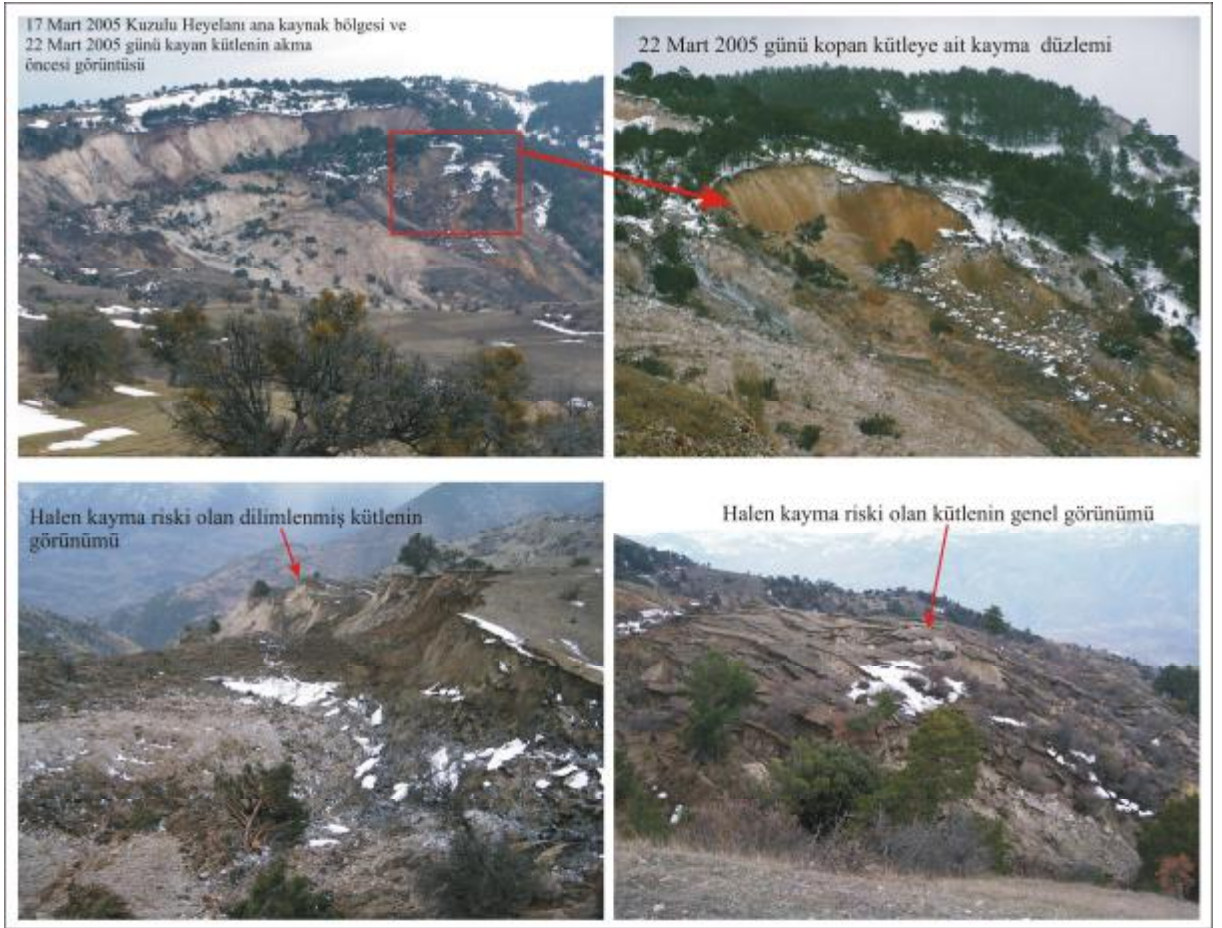 17 Mart 2005 Kuzulu Heyelanı ana kaynak bölgesi ve
22 Mart 2005 günü kayan kütlenin akma
öncesi görüntüsü
22 Mart 2005 günü kopan kütleye ait kayma düzlemi
Halen kayma riski olan dilimlenmiş kütlenin
görünümü
Halen kayma riski olan kütlenin genel görünümü